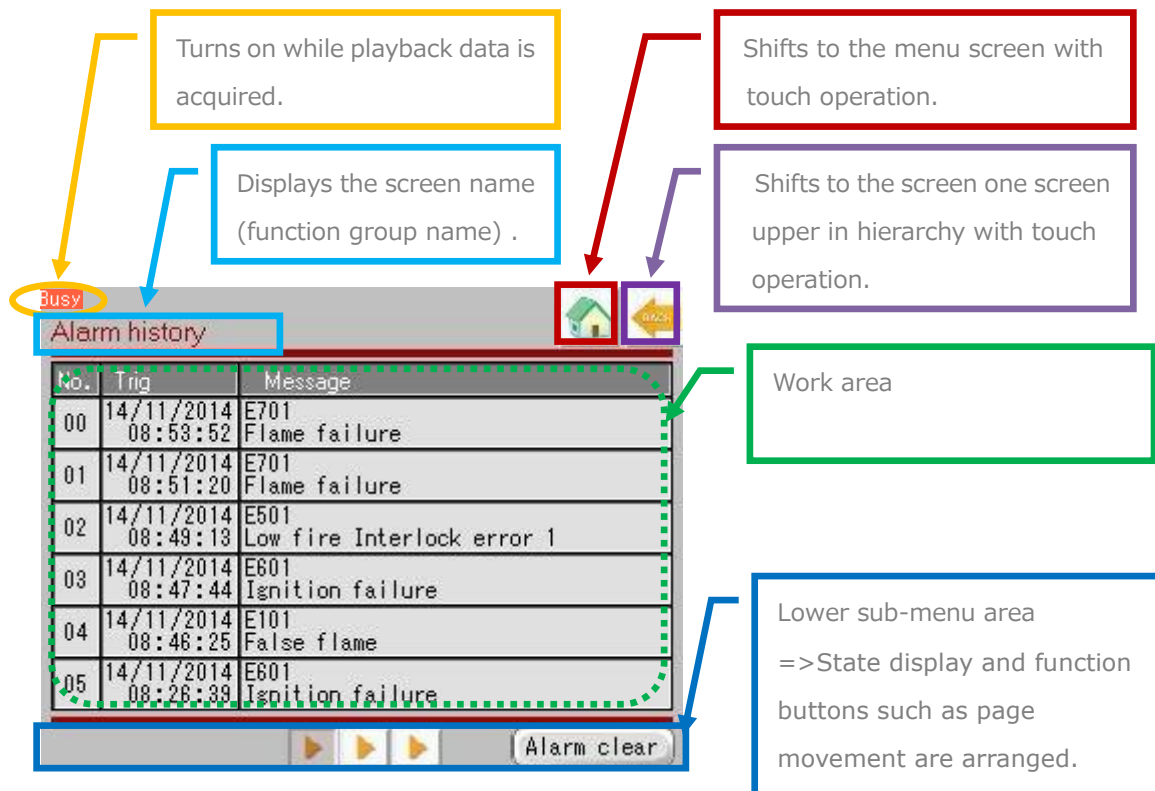 Turns on while playback data is
acquired.
Shifts to the menu screen with
touch operation.
Displays the screen name
(function group name) .
Shifts to the screen one screen
upper in hierarchy with touch
operation.
Busy
BACK
Alarm history
No. Trig Message
00 14/11/2014 08:53:52 E701 Flame failure
01 14/11/2014 08:51:20 E701 Flame failure
02 14/11/2014 08:49:13 E501 Low fire Interlock error 1
03 14/11/2014 08:47:44 E601 Ignition failure
04 14/11/2014 08:46:25 E101 False flame
05 14/11/2014 08:26:39 E601 Ignition failure
Alarm clear
Work area
Lower sub-menu area
=>State display and function
buttons such as page
movement are arranged.